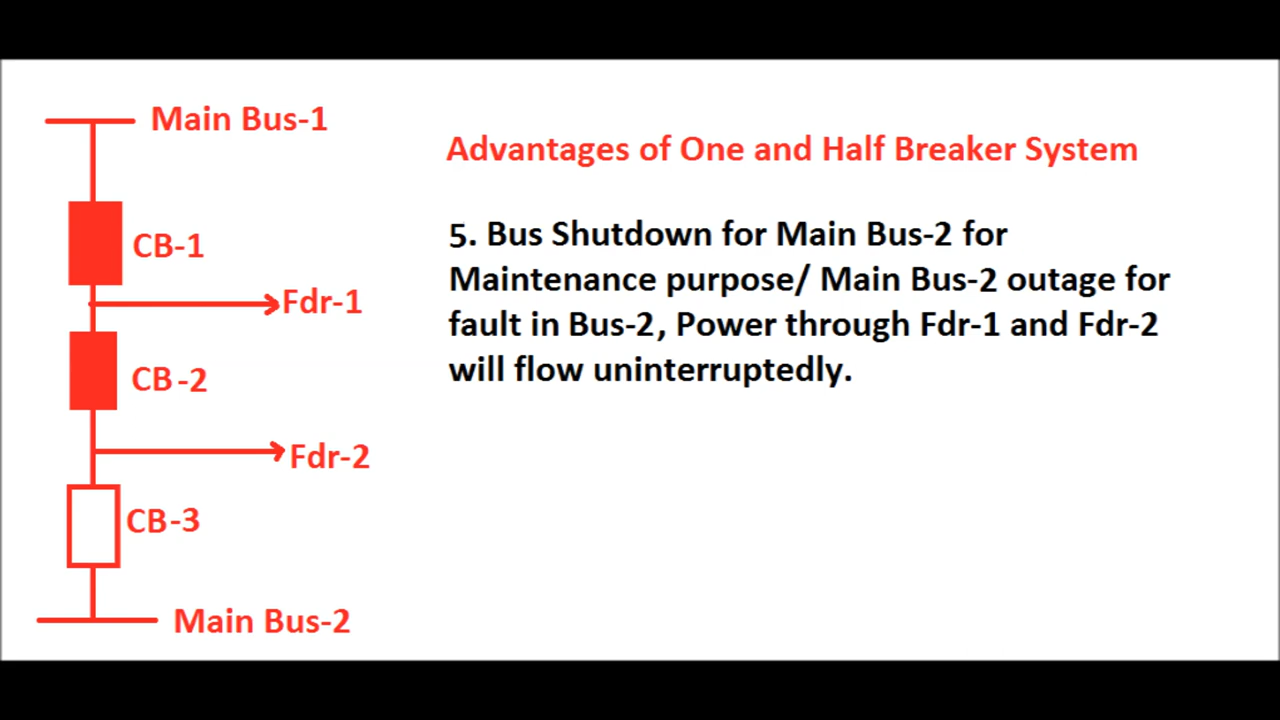 Main Bus-1
Advantages of One and Half Breaker System
CB-1
5. Bus Shutdown for Main Bus-2 for
Maintenance purpose/ Main Bus-2 outage for
fault in Bus-2, Power through Fdr-1 and Fdr-2
will flow uninterruptedly.
Fdr-1
CB-2
Fdr-2
CB-3
Main Bus-2